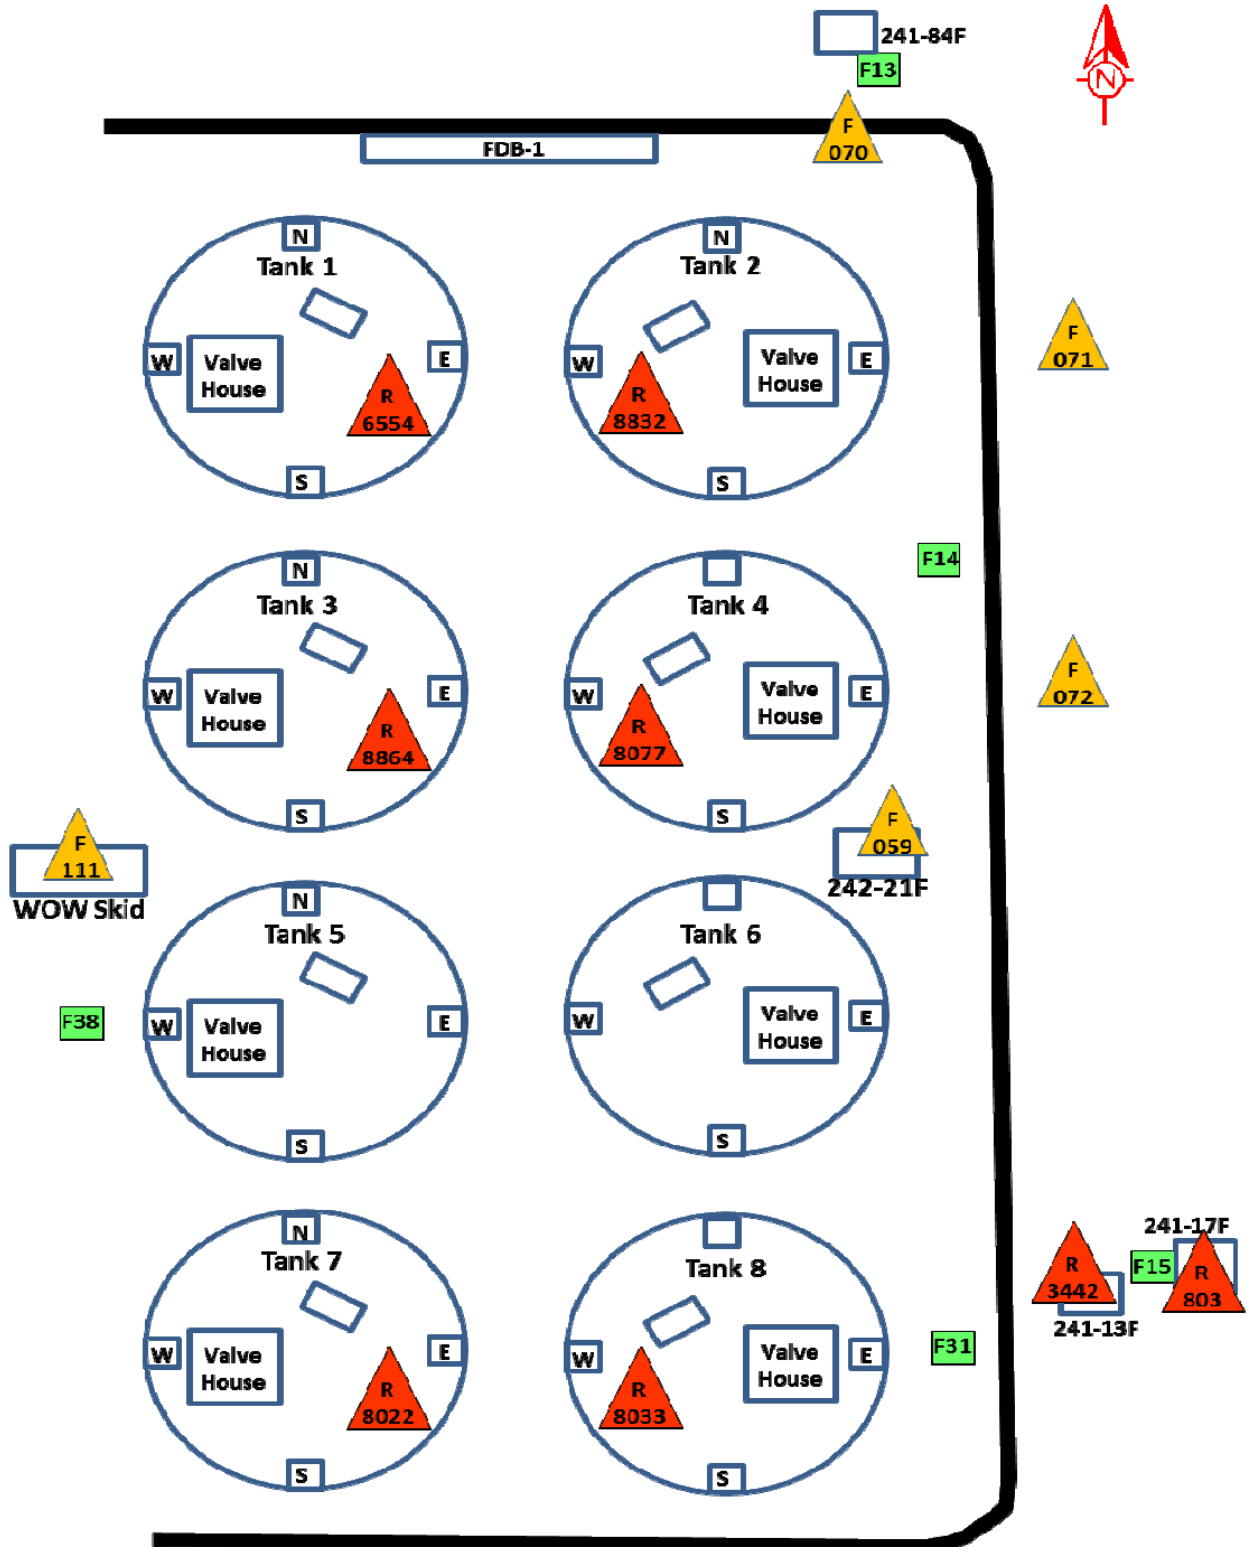 241-84F
F13
N
F
070
FDB-1
N
Tank 1
N
Tank 2
W
Valve
House
E
R
6554
W
Valve
House
E
R
8832
F
071
S
S
F14
N
Tank 3
Tank 4
W
Valve
House
E
R
8864
W
Valve
House
E
R
8077
F
072
S
S
F
111
WOW Skid
F
059
242-21F
N
Tank 5
Tank 6
F38
W
Valve
House
E
W
Valve
House
E
S
S
N
Tank 7
Tank 8
241-17F
R
3442
F15
R
803
241-13F
W
Valve
House
E
R
8022
W
Valve
House
E
R
8033
F31
S
S